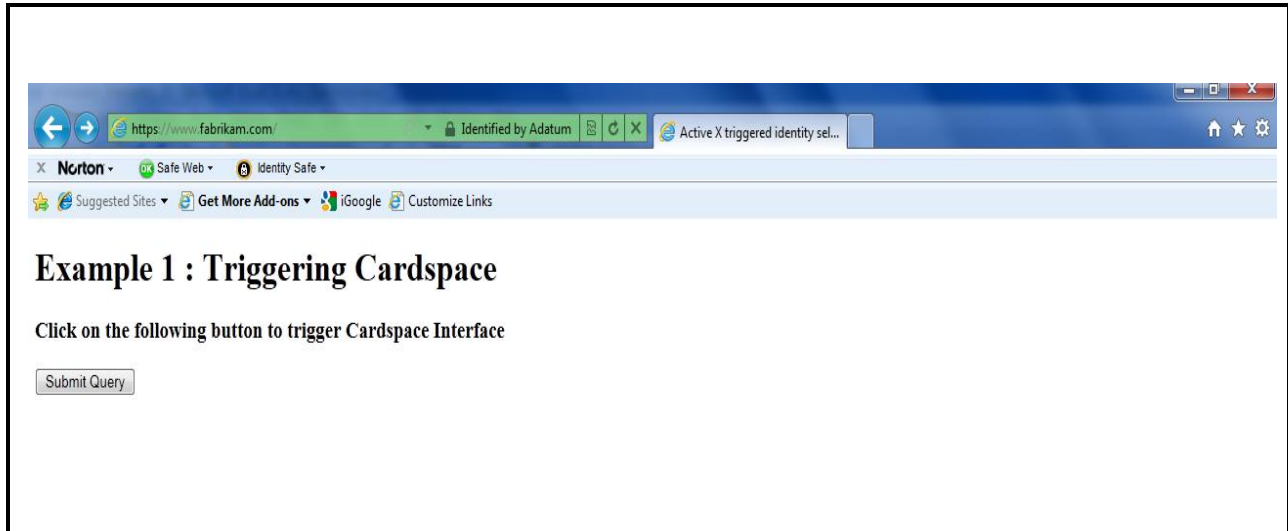 https://www.fabrikam.com/ Identified by Adatum Active X triggered identity sel...
X Norton OK Safe Web Identity Safe
Suggested Sites Get More Add-ons iGoogle Customize Links
Example 1 : Triggering Cardspace
Click on the following button to trigger Cardspace Interface
Submit Query